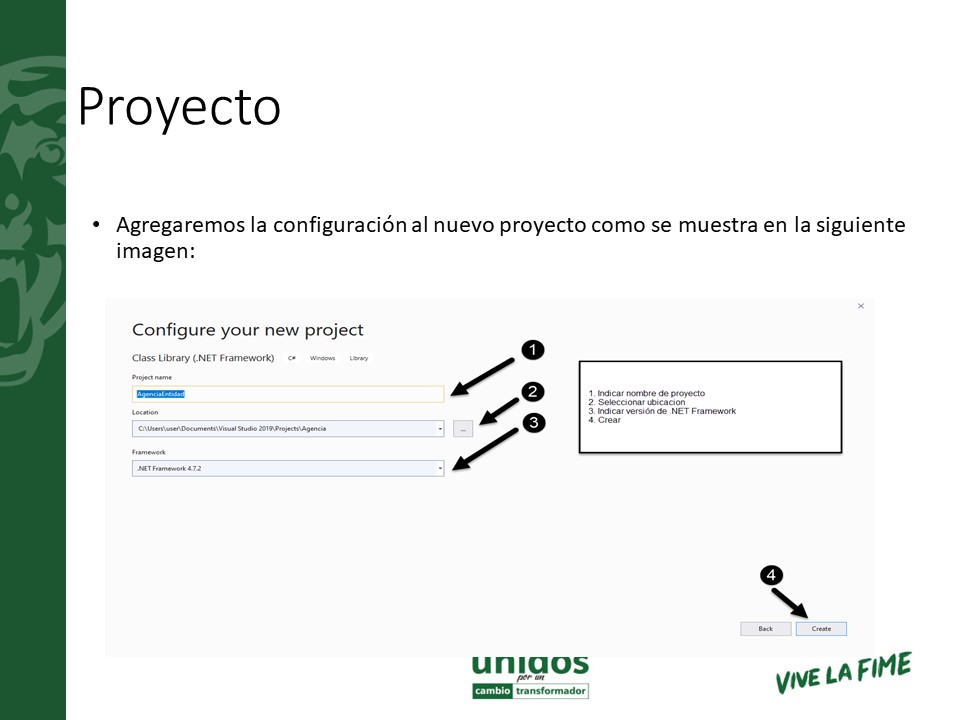 Proyecto
• Agregaremos la configuración al nuevo proyecto como se muestra en la siguiente
imagen:
Configure your new project
Class Library (.NET Framework) C# Windows Library
Project name
AgenciaEntidad
Location
C:\Users\user\Documents\Visual Studio 2019\Projects\Agencia
...
Framework
.NET Framework 4.7.2
1
2
3
1. Indicar nombre de proyecto
2. Seleccionar ubicacion
3. Indicar versión de .NET Framework
4. Crear
4
Back Create
unidos
por un
cambio transformador
VIVE LA FIME